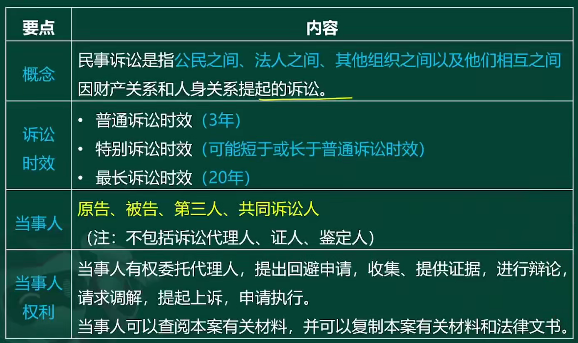 要点 内容
概念 民事诉讼是指公民之间、法人之间、其他组织之间以及他们相互之间
因财产关系和人身关系提起的诉讼。
诉讼时效
• 普通诉讼时效（3年）
• 特别诉讼时效（可能短于或长于普通诉讼时效）
• 最长诉讼时效（20年）
当事人 原告、被告、第三人、共同诉讼人
（注：不包括诉讼代理人、证人、鉴定人）
当事人权利
当事人有权委托代理人，提出回避申请，收集、提供证据，进行辩论，
请求调解，提起上诉，申请执行。
当事人可以查阅本案有关材料，并可以复制本案有关材料和法律文书。